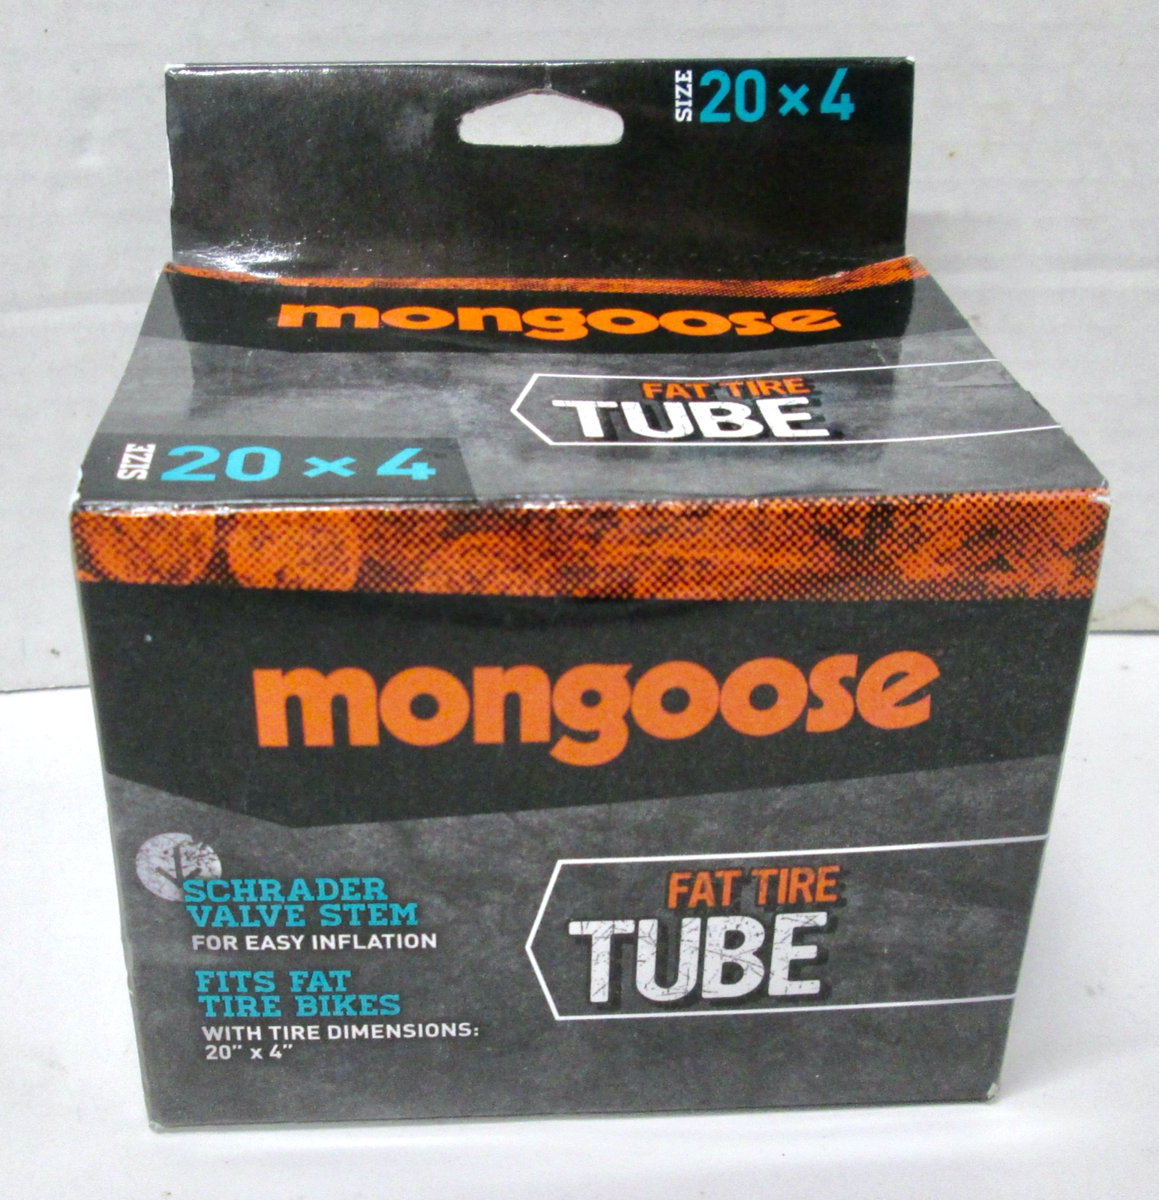 SIZE 20 × 4
mongoose
FAT TIRE
TUBE
SIZE 20 × 4
mongoose
SCHRADER
VALVE STEM
FOR EASY INFLATION
FITS FAT
TIRE BIKES
WITH TIRE DIMENSIONS:
20" x 4"
FAT TIRE
TUBE